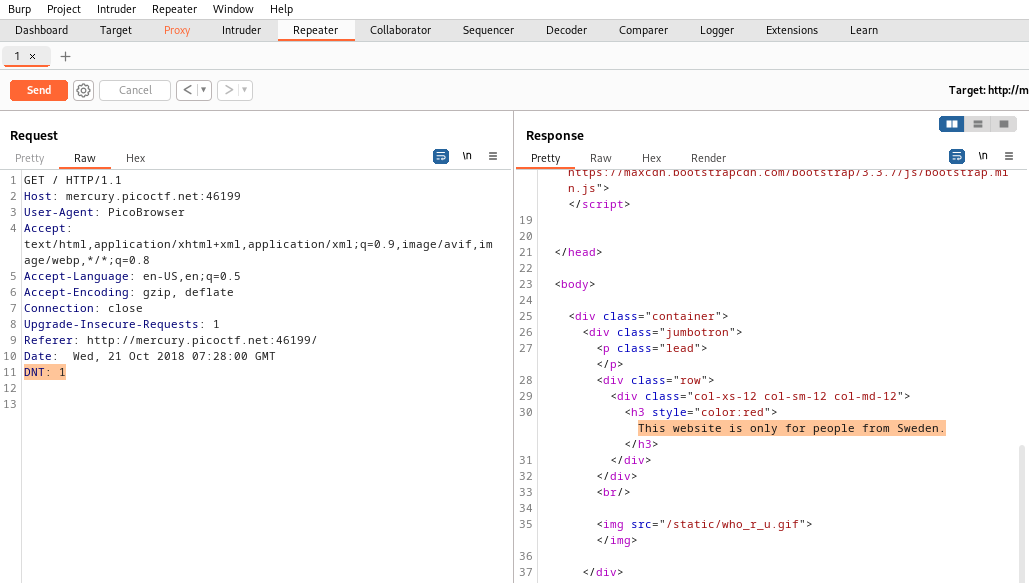 Burp Project Intruder Repeater Window Help
Dashboard Target Proxy Intruder Repeater Collaborator Sequencer Decoder Comparer Logger Extensions Learn
1 × +
Send Cancel < ▾ > ▾ Target: http://m
Request
Pretty Raw Hex \n
1 GET / HTTP/1.1
2 Host: mercury.picoctf.net:46199
3 User-Agent: PicoBrowser
4 Accept:
text/html,application/xhtml+xml,application/xml;q=0.9,image/avif,im
age/webp,*/*;q=0.8
5 Accept-Language: en-US,en;q=0.5
6 Accept-Encoding: gzip, deflate
7 Connection: close
8 Upgrade-Insecure-Requests: 1
9 Referer: http://mercury.picoctf.net:46199/
10 Date:  Wed, 21 Oct 2018 07:28:00 GMT
11 DNT: 1
12
13
Response
Pretty Raw Hex Render \n
https://maxcdn.bootstrapcdn.com/bootstrap/3.3.7/js/bootstrap.mi
n.js">
</script>
19
20
21 </head>
22
23 <body>
24
25 <div class="container">
26 <div class="jumbotron">
27 <p class="lead">
</p>
28 <div class="row">
29 <div class="col-xs-12 col-sm-12 col-md-12">
30 <h3 style="color:red">
This website is only for people from Sweden.
</h3>
31 </div>
32 </div>
33 <br/>
34
35 <img src="/static/who_r_u.gif">
</img>
36
37 </div>